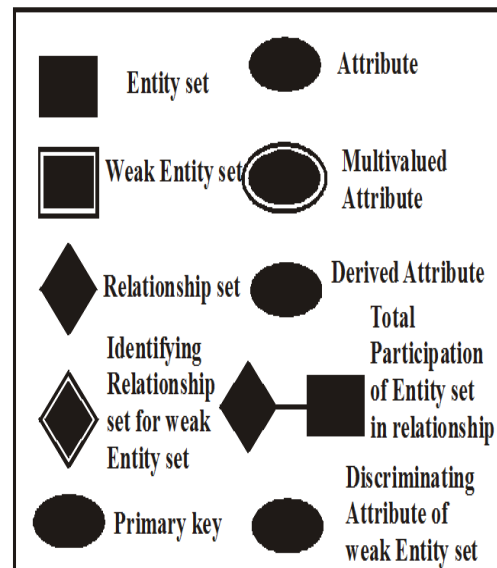 Entity set
Attribute
Weak Entity set
Multivalued
Attribute
Relationship set
Derived Attribute
Identifying
Relationship
set for weak
Entity set
Total
Participation
of Entity set
in relationship
Primary key
Discriminating
Attribute of
weak Entity set